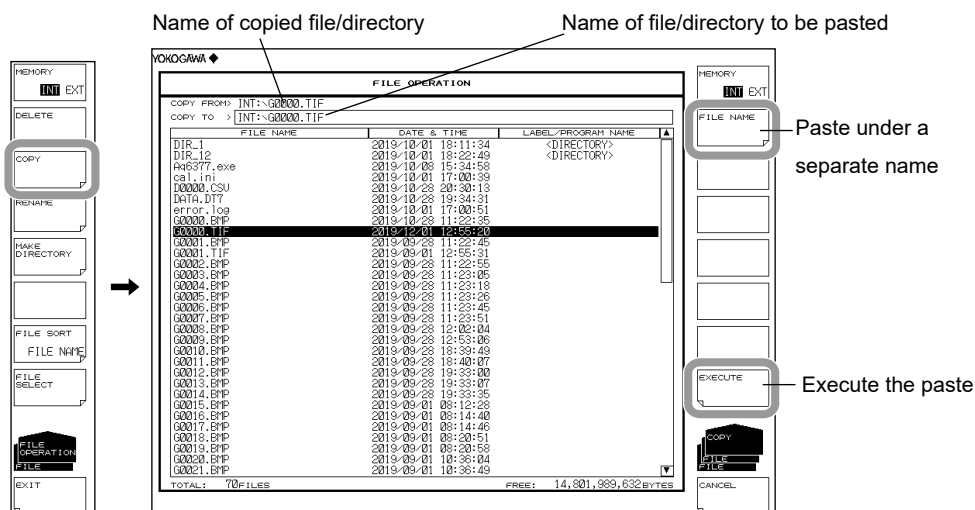 Name of copied file/directory
Name of file/directory to be pasted
MEMORY
INT EXT
DELETE
COPY
RENAME
MAKE
DIRECTORY
FILE SORT
FILE NAME
FILE
SELECT
FILE
OPERATION
FILE
EXIT
→
YOKOGAWA ◆
FILE OPERATION
COPY FROM> INT:\G0000.TIF
COPY TO > INT:\G0000.TIF
FILE NAME DATE & TIME LABEL/PROGRAM NAME
DIR_1 2019/10/01 18:11:34 <DIRECTORY>
DIR_12 2019/10/01 18:22:49 <DIRECTORY>
Aq6377.exe 2019/10/08 15:34:58
cal.ini 2019/10/01 17:00:39
D0000.CSV 2019/10/28 20:30:13
DATA.DT7 2019/10/28 19:34:31
error.log 2019/10/01 17:00:51
G0000.BMP 2019/10/28 11:22:35
G0000.TIF 2019/12/01 12:55:20
G0001.BMP 2019/09/28 11:22:45
G0001.TIF 2019/09/01 12:55:31
G0002.BMP 2019/09/28 11:22:55
G0003.BMP 2019/09/28 11:23:05
G0004.BMP 2019/09/28 11:23:18
G0005.BMP 2019/09/28 11:23:26
G0006.BMP 2019/09/28 11:23:45
G0007.BMP 2019/09/28 11:23:51
G0008.BMP 2019/09/28 12:02:04
G0009.BMP 2019/09/28 12:53:06
G0010.BMP 2019/09/28 18:39:49
G0011.BMP 2019/09/28 18:40:07
G0012.BMP 2019/09/28 19:33:00
G0013.BMP 2019/09/28 19:33:07
G0014.BMP 2019/09/28 19:33:35
G0015.BMP 2019/09/01 08:12:28
G0016.BMP 2019/09/01 08:14:40
G0017.BMP 2019/09/01 08:14:46
G0018.BMP 2019/09/01 08:20:51
G0019.BMP 2019/09/01 08:20:58
G0020.BMP 2019/09/01 10:36:04
G0021.BMP 2019/09/01 10:36:49
TOTAL: 70FILES FREE: 14,801,989,632 BYTES
MEMORY
INT EXT
FILE NAME
EXECUTE
COPY
FILE
FILE
CANCEL
Paste under a
separate name
Execute the paste